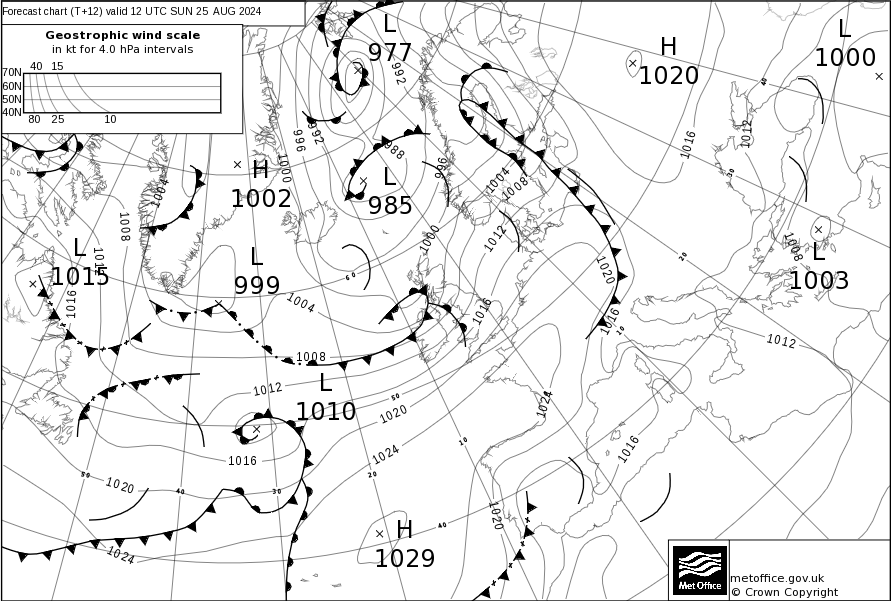 Forecast chart (T+12) valid 12 UTC SUN 25 AUG 2024
Geostrophic wind scale
in kt for 4.0 hPa intervals
40 15
70N
60N
50N
40N
80 25 10
L
977
H
1020
L
1000
992
992
996
988
1016
1012
40
30
H
1002
1000
1004
L
985
996
1004
1008
1008
L
1015
1012
1016
L
999
60
1000
1012
1020
20
1008
L
1003
1004
1016
1016
10
1012
1008
L
1010
1012
50
1020
1024
1016
1016
1024
10
20
50
1020
40
30
1020
40
1024
H
1029
Met Office
metoffice.gov.uk
© Crown Copyright